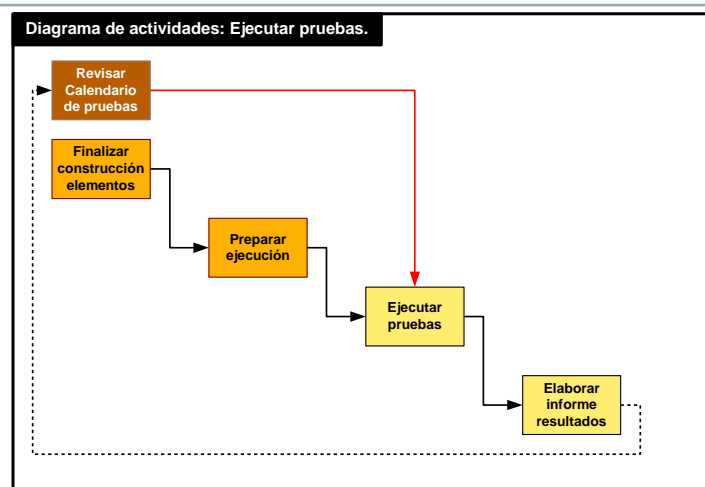 Diagrama de actividades: Ejecutar pruebas.
Revisar
Calendario
de pruebas
Finalizar
construcción
elementos
Preparar
ejecución
Ejecutar
pruebas
Elaborar
informe
resultados